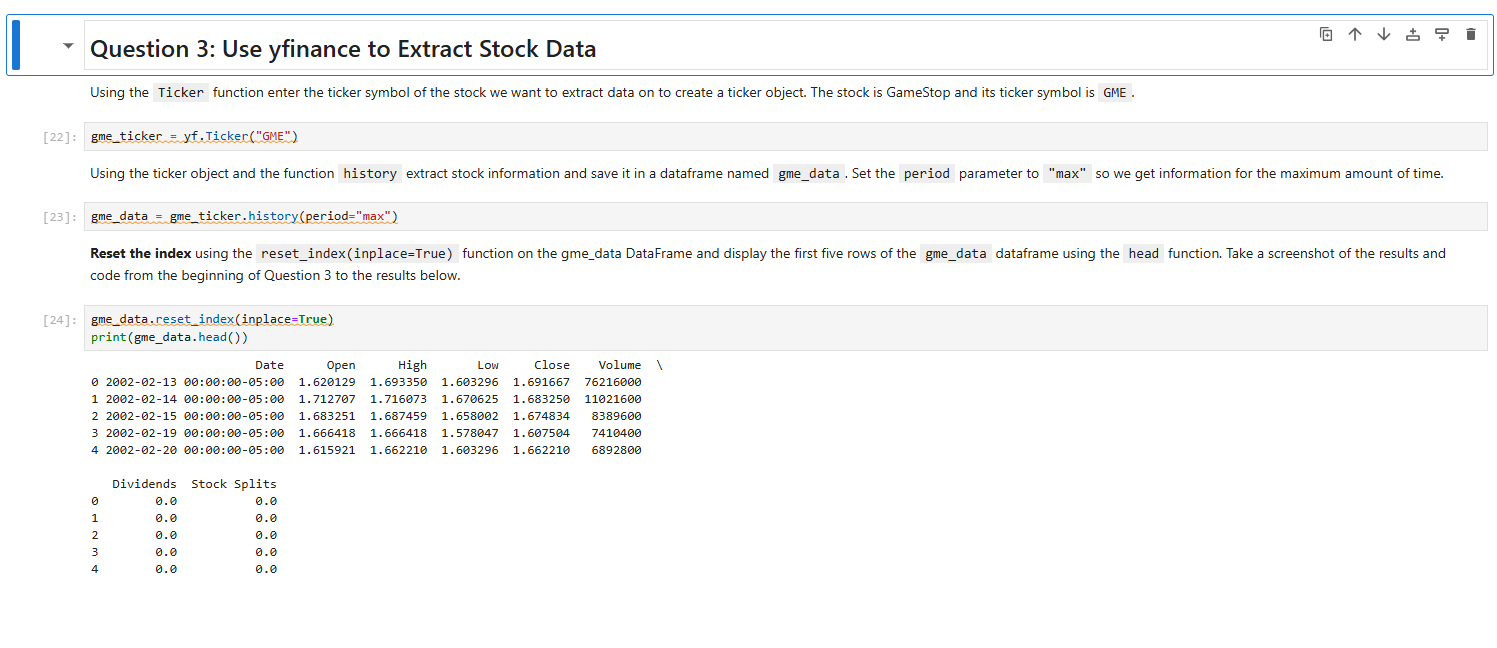 Question 3: Use yfinance to Extract Stock Data
Using the Ticker function enter the ticker symbol of the stock we want to extract data on to create a ticker object. The stock is GameStop and its ticker symbol is GME.
[22]: gme_ticker = yf.Ticker("GME")
Using the ticker object and the function history extract stock information and save it in a dataframe named gme_data. Set the period parameter to "max" so we get information for the maximum amount of time.
[23]: gme_data = gme_ticker.history(period="max")
Reset the index using the reset_index(inplace=True) function on the gme_data DataFrame and display the first five rows of the gme_data dataframe using the head function. Take a screenshot of the results and
code from the beginning of Question 3 to the results below.
[24]: gme_data.reset_index(inplace=True)
print(gme_data.head())
                       Date      Open      High       Low     Close    Volume  \
0 2002-02-13 00:00:00-05:00  1.620129  1.693350  1.603296  1.691667  76216000
1 2002-02-14 00:00:00-05:00  1.712707  1.716073  1.670625  1.683250  11021600
2 2002-02-15 00:00:00-05:00  1.683251  1.687459  1.658002  1.674834   8389600
3 2002-02-19 00:00:00-05:00  1.666418  1.666418  1.578047  1.607504   7410400
4 2002-02-20 00:00:00-05:00  1.615921  1.662210  1.603296  1.662210   6892800
   Dividends  Stock Splits
0        0.0           0.0
1        0.0           0.0
2        0.0           0.0
3        0.0           0.0
4        0.0           0.0